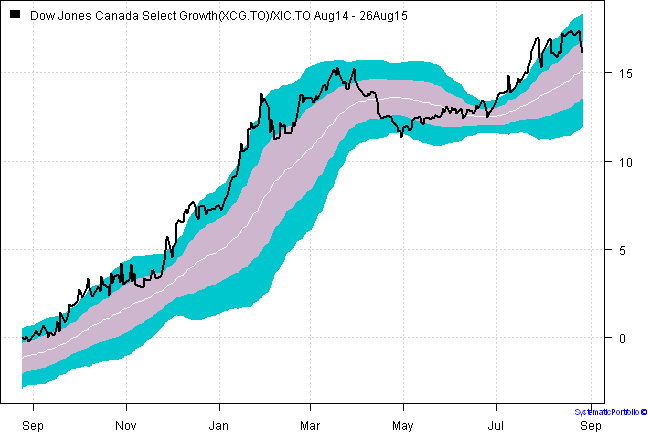 Dow Jones Canada Select Growth(XCG.TO)/XIC.TO Aug14 - 26Aug15
15
10
5
0
Sep Nov Jan Mar May Jul Sep
SystematicPortfolio ©